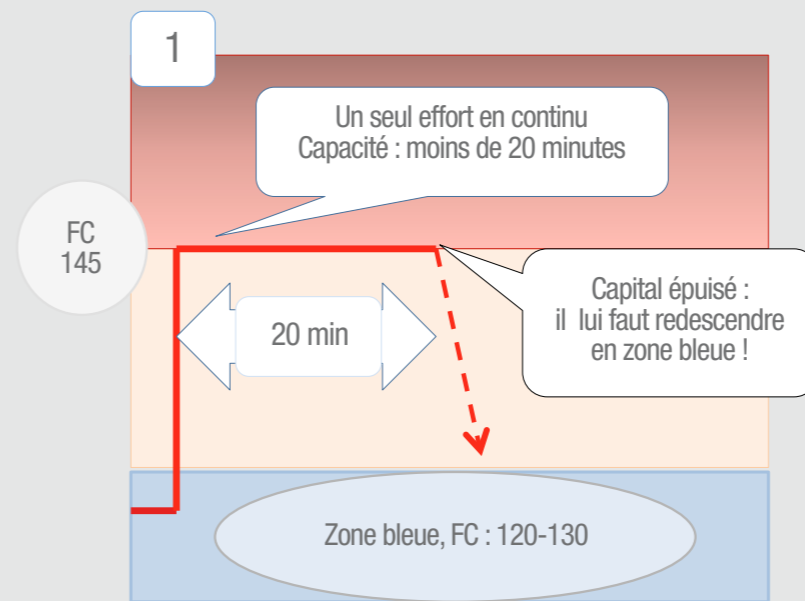 1
Un seul effort en continu
Capacité : moins de 20 minutes
FC
145
20 min
Capital épuisé :
il lui faut redescendre
en zone bleue !
Zone bleue, FC : 120-130